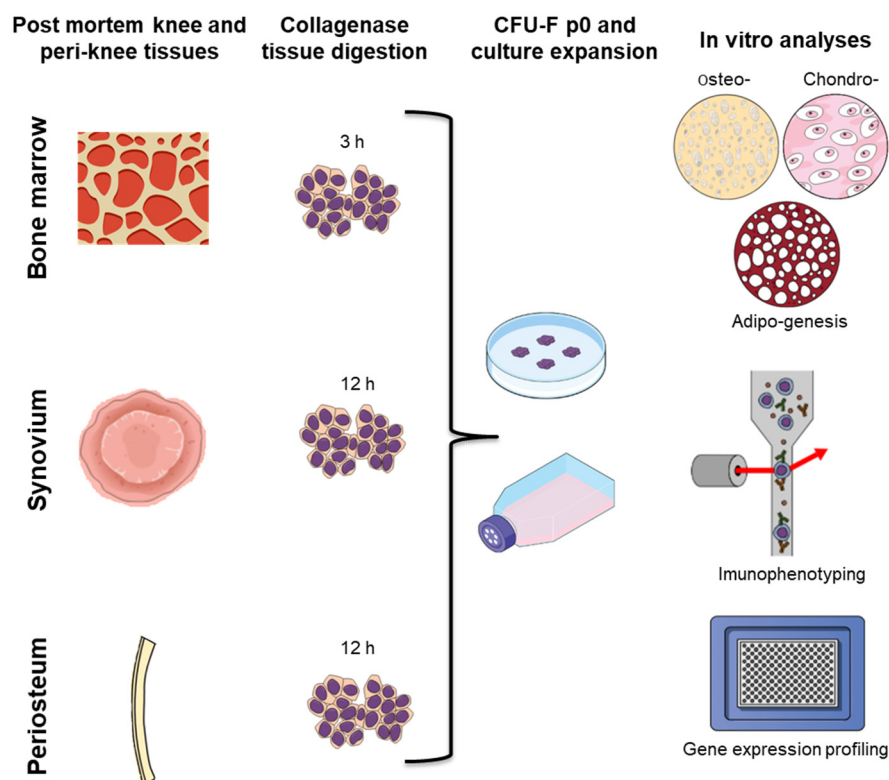 Post mortem knee and
peri-knee tissues
Collagenase
tissue digestion
CFU-F p0 and
culture expansion
In vitro analyses
Osteo-
Chondro-
Bone marrow
3 h
Adipo-genesis
Synovium
12 h
Imunophenotyping
Periosteum
12 h
Gene expression profiling